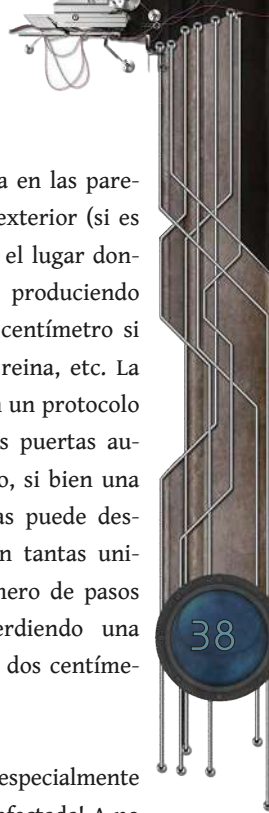 a en las pare-
exterior (si es
el lugar don-
produciendo
centímetro si
reina, etc. La
un protocolo
s puertas au-
o, si bien una
as puede des-
n tantas uni-
nero de pasos
erdiendo una
dos centíme-
38
especialmente